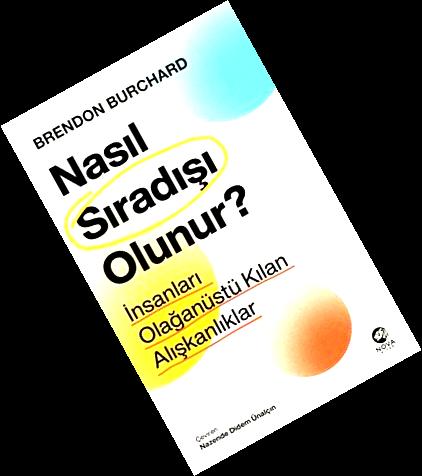 BRENDON BURCHARD
Nasıl
Sıradışı
Olunur?
İnsanları
Olağanüstü Kılan
Alışkanlıklar
Çeviren
Nazende Didem Ünalçın
NOVA